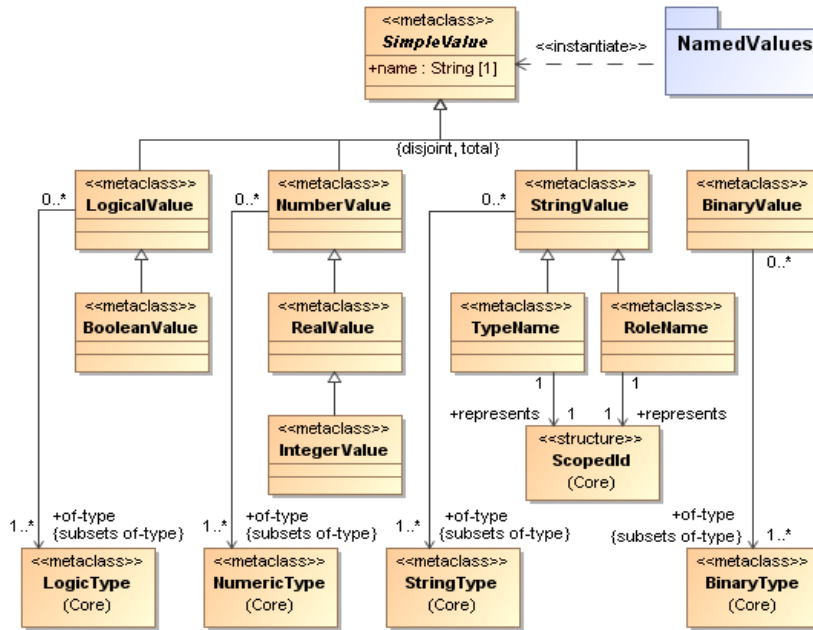 <<metaclass>>
SimpleValue
+name : String [1]
<<instantiate>>
NamedValues
{disjoint, total}
<<metaclass>>
LogicalValue
<<metaclass>>
NumberValue
<<metaclass>>
StringValue
<<metaclass>>
BinaryValue
0..*
0..*
0..*
0..*
<<metaclass>>
BooleanValue
<<metaclass>>
RealValue
<<metaclass>>
TypeName
<<metaclass>>
RoleName
1
1
+represents
1
1
+represents
<<metaclass>>
IntegerValue
<<structure>>
ScopedId
(Core)
+of-type
1..*
{subsets of-type}
+of-type
1..*
{subsets of-type}
+of-type
1..*
{subsets of-type}
+of-type
{subsets of-type}
1..*
<<metaclass>>
LogicType
(Core)
<<metaclass>>
NumericType
(Core)
<<metaclass>>
StringType
(Core)
<<metaclass>>
BinaryType
(Core)